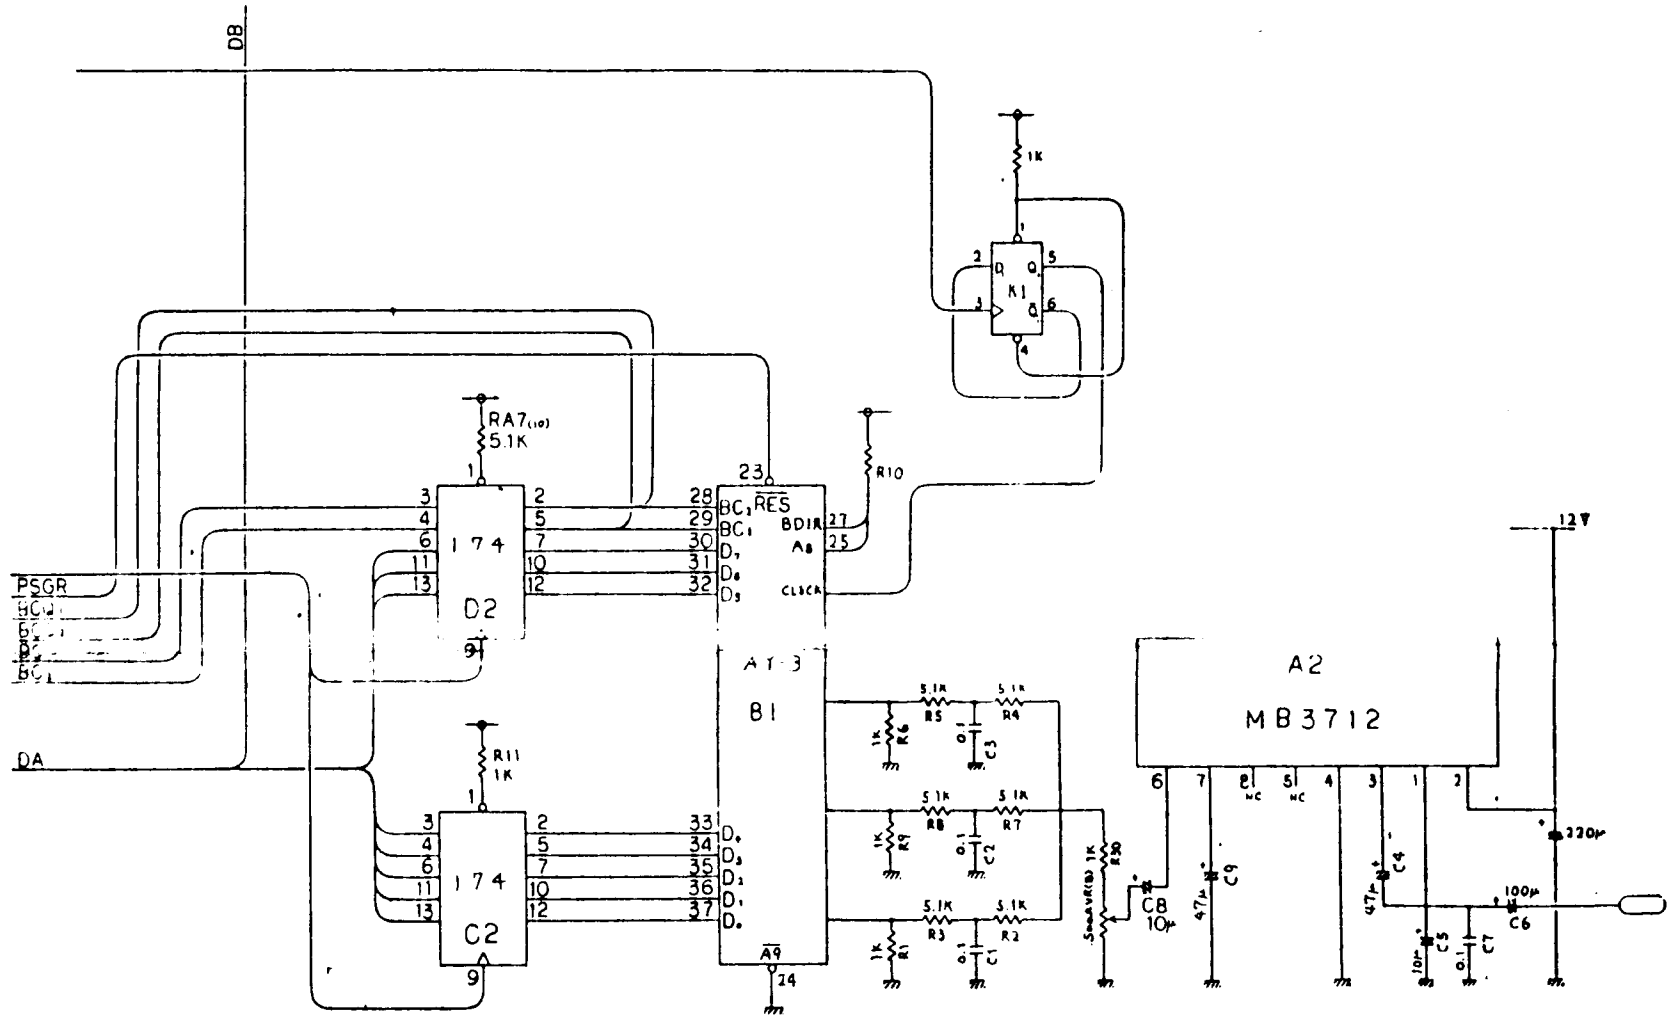 DB
1K
1
2
D
Q
5
K1
3
Q̅
6
4
RA7(10)
5.1K
1
23
R̅E̅S̅
R10
3
2
28
BC2
4
5
29
BC1
BDIR
27
6
174
7
30
D7
A8
25
11
10
31
D6
13
12
32
D5
CLOCK
D2
9
12V
PSGR
BC1
DA
AY-3
B1
A2
MB3712
5.1K
R5
5.1K
R4
1K
R6
0.1
C3
R11
1K
1
6
7
8
NC
5
NC
4
3
1
2
5.1K
R8
5.1K
R7
1K
R9
0.1
C2
1K
R30
3
2
33
D4
4
5
34
D3
6
174
7
35
D2
11
10
36
D1
13
12
37
D0
C2
9
A̅9̅
24
5.1K
R3
5.1K
R2
1K
R1
0.1
C1
C8
10μ
47μ
C9
47μ
C4
220μ
100μ
C6
C5
0.1
C7